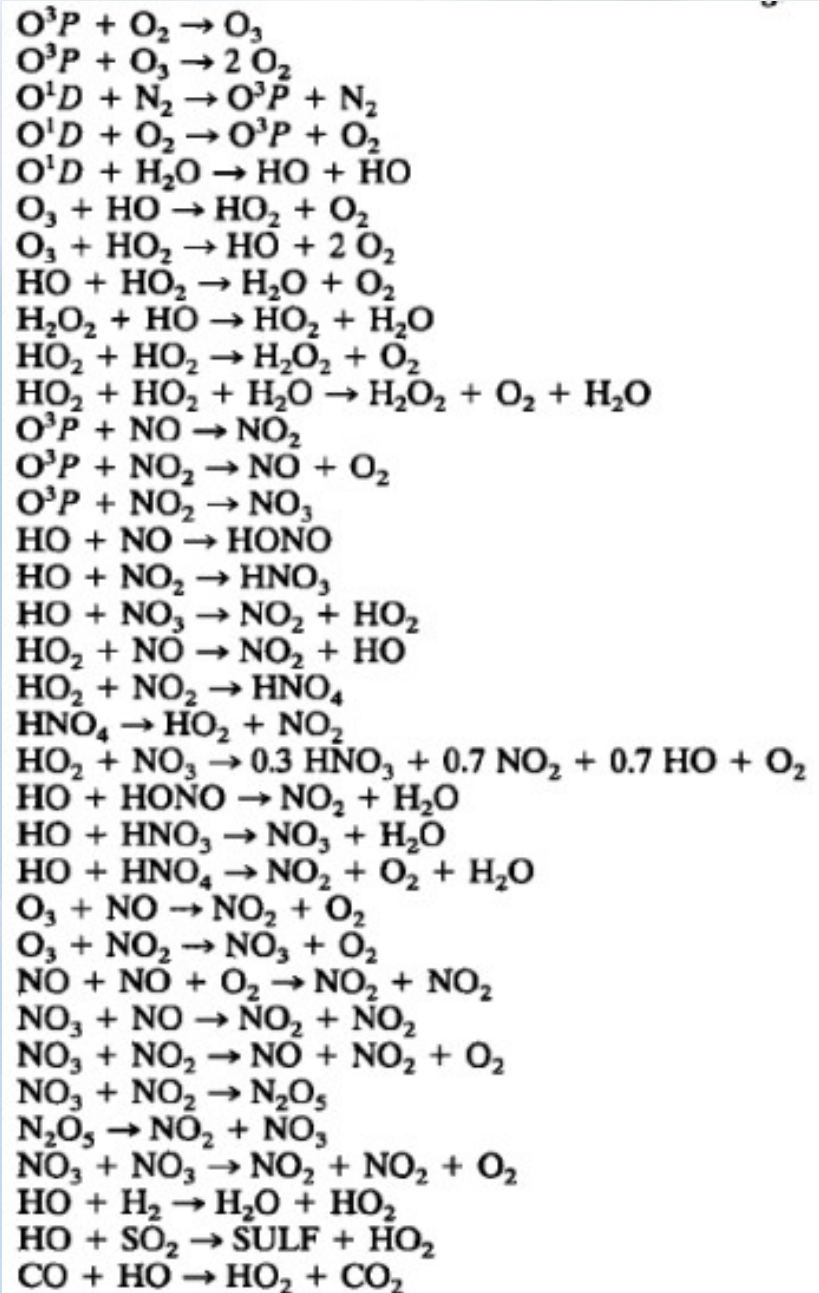 O³P + O₂ → O₃
O³P + O₃ → 2 O₂
O¹D + N₂ → O³P + N₂
O¹D + O₂ → O³P + O₂
O¹D + H₂O → HO + HO
O₃ + HO → HO₂ + O₂
O₃ + HO₂ → HO + 2 O₂
HO + HO₂ → H₂O + O₂
H₂O₂ + HO → HO₂ + H₂O
HO₂ + HO₂ → H₂O₂ + O₂
HO₂ + HO₂ + H₂O → H₂O₂ + O₂ + H₂O
O³P + NO → NO₂
O³P + NO₂ → NO + O₂
O³P + NO₂ → NO₃
HO + NO → HONO
HO + NO₂ → HNO₃
HO + NO₃ → NO₂ + HO₂
HO₂ + NO → NO₂ + HO
HO₂ + NO₂ → HNO₄
HNO₄ → HO₂ + NO₂
HO₂ + NO₃ → 0.3 HNO₃ + 0.7 NO₂ + 0.7 HO + O₂
HO + HONO → NO₂ + H₂O
HO + HNO₃ → NO₃ + H₂O
HO + HNO₄ → NO₂ + O₂ + H₂O
O₃ + NO → NO₂ + O₂
O₃ + NO₂ → NO₃ + O₂
NO + NO + O₂ → NO₂ + NO₂
NO₃ + NO → NO₂ + NO₂
NO₃ + NO₂ → NO + NO₂ + O₂
NO₃ + NO₂ → N₂O₅
N₂O₅ → NO₂ + NO₃
NO₃ + NO₃ → NO₂ + NO₂ + O₂
HO + H₂ → H₂O + HO₂
HO + SO₂ → SULF + HO₂
CO + HO → HO₂ + CO₂